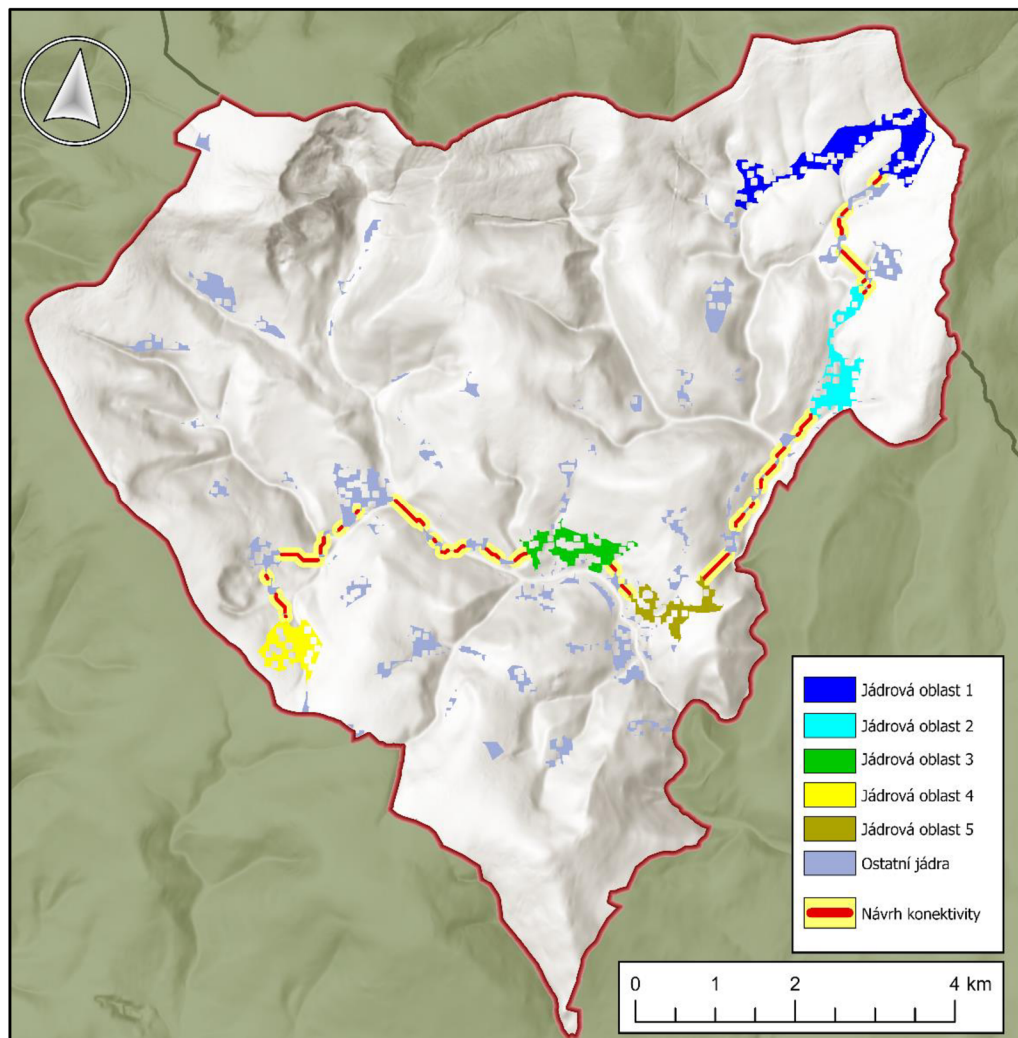 Jádrová oblast 1
Jádrová oblast 2
Jádrová oblast 3
Jádrová oblast 4
Jádrová oblast 5
Ostatní jádra
Návrh konektivity
0 2 4 km